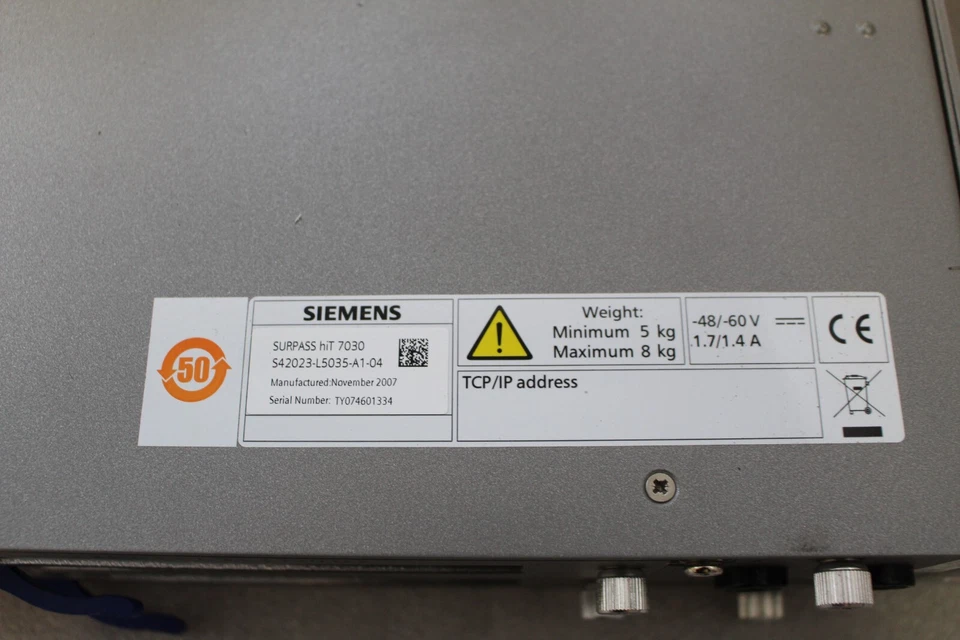 50
SIEMENS
SURPASS hiT 7030
S42023-L5035-A1-04
Manufactured:November 2007
Serial Number: TY074601334
Weight:
Minimum 5 kg
Maximum 8 kg
-48/-60 V
1.7/1.4 A
CE
TCP/IP address